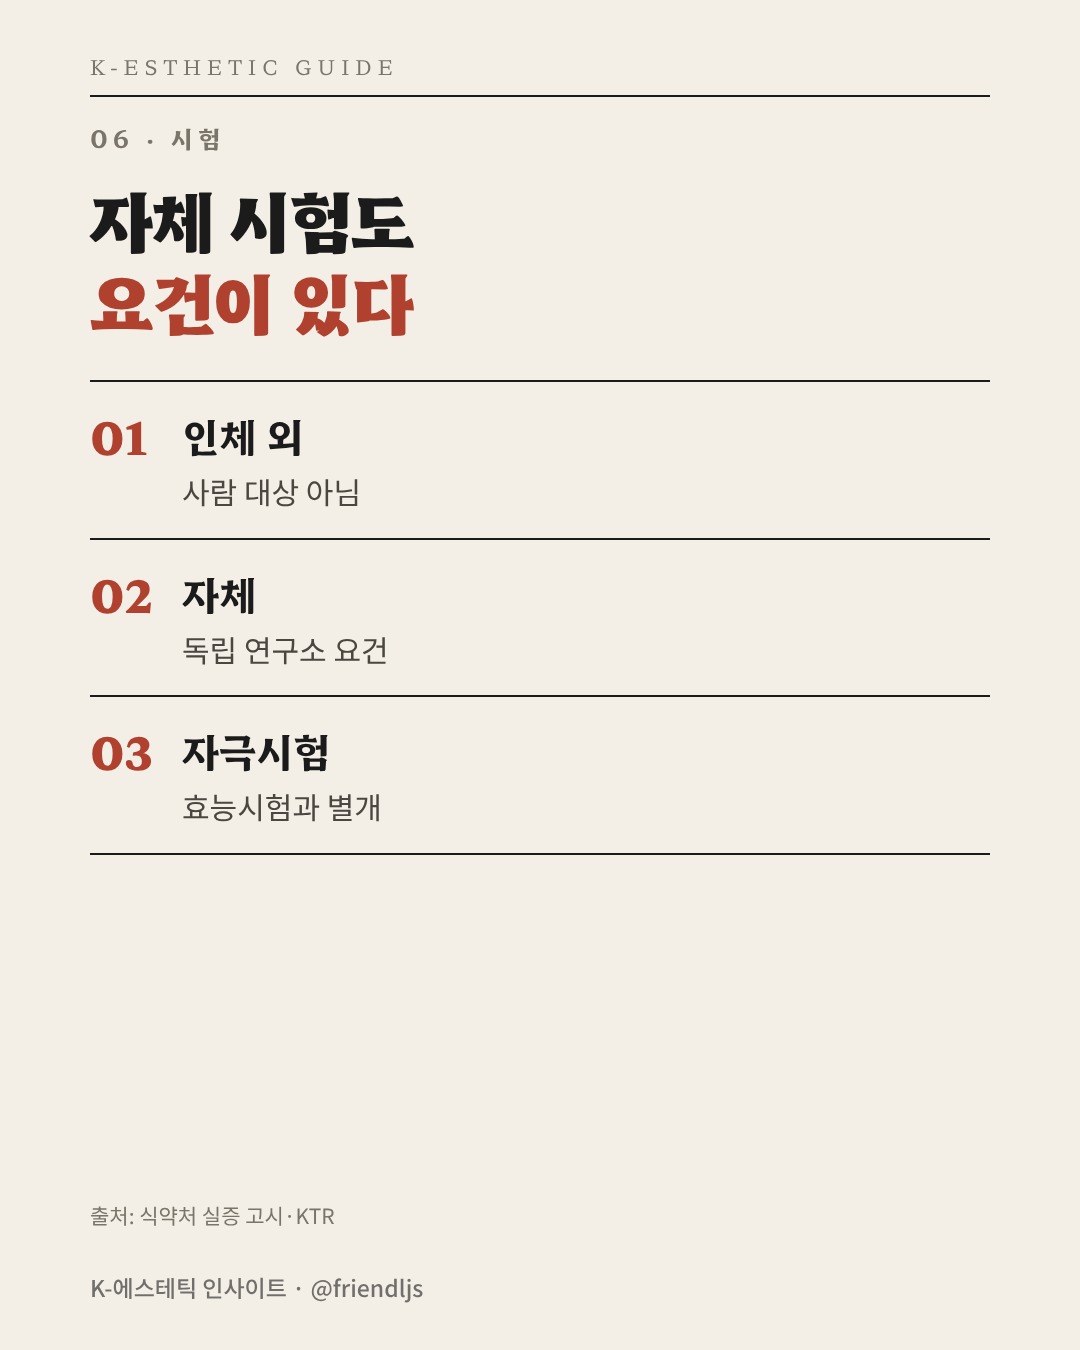 K-ESTHETIC GUIDE
06 · 시험
자체 시험도
요건이 있다
01 인체 외
사람 대상 아님
02 자체
독립 연구소 요건
03 자극시험
효능시험과 별개
출처: 식약처 실증 고시·KTR
K-에스테틱 인사이트 · @friendljs